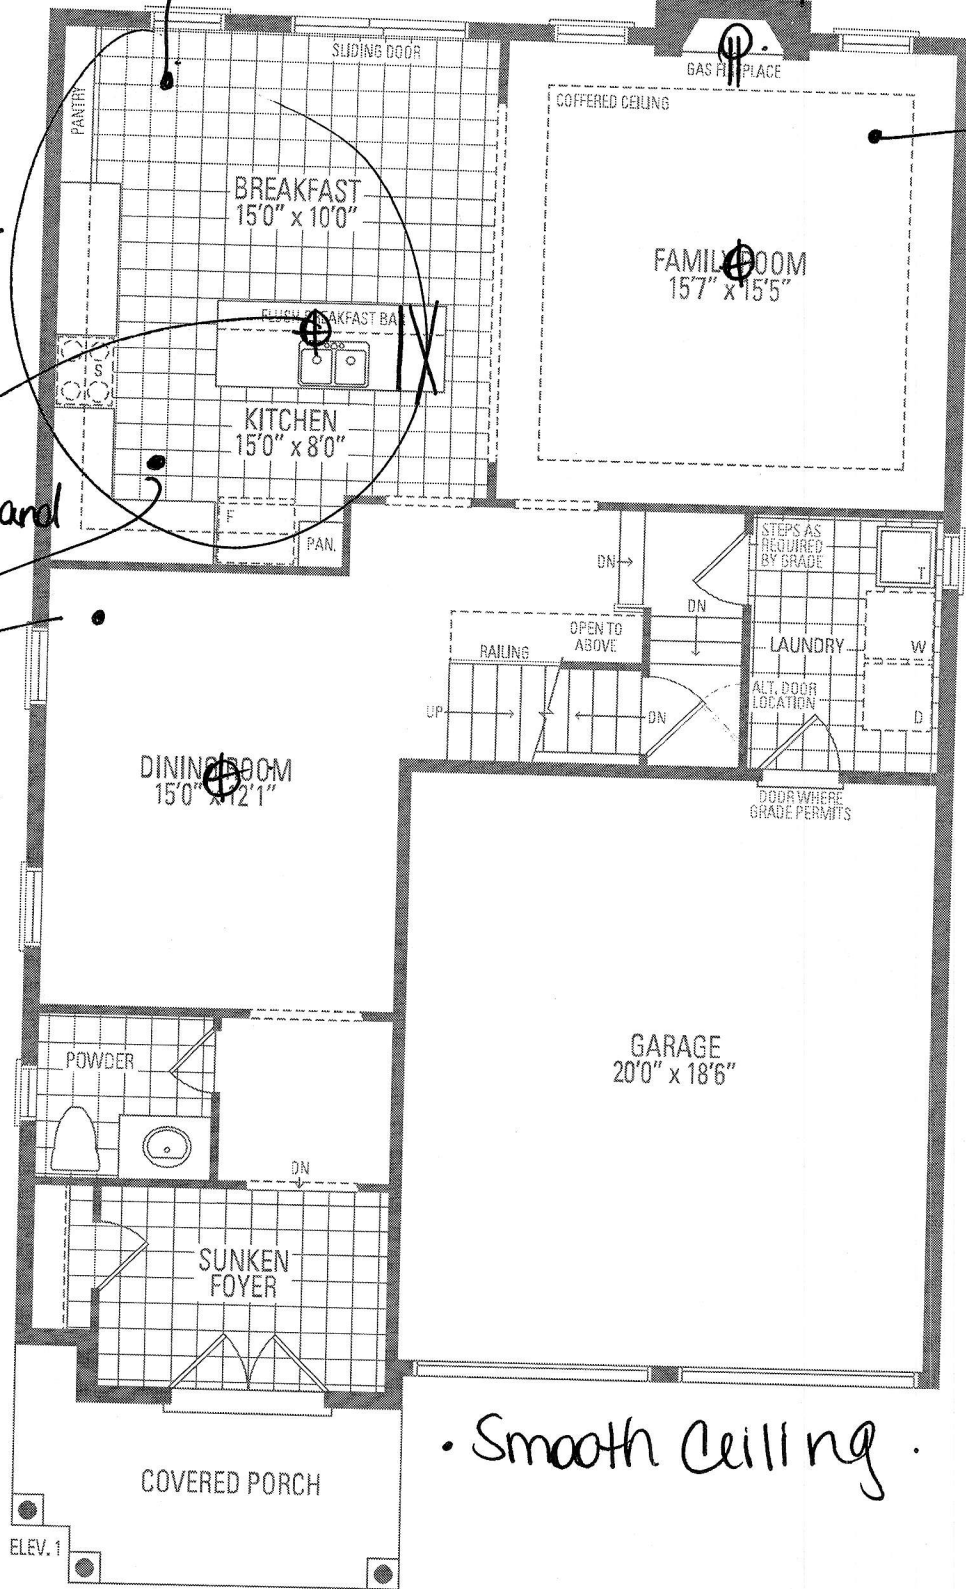 SLIDING DOOR
GAS FIREPLACE
COFFERED CEILING
PANTRY
BREAKFAST
15'0" x 10'0"
FAMILY ROOM
15'7" x 15'5"
FLUSH BREAKFAST BAR
S
KITCHEN
15'0" x 8'0"
and
F
PAN.
STEPS AS
REQUIRED
BY GRADE
T
DN
DN
OPEN TO
ABOVE
RAILING
LAUNDRY
W
ALT. DOOR
LOCATION
UP
DN
D
DINING ROOM
15'0" x 12'1"
DOOR WHERE
GRADE PERMITS
GARAGE
20'0" x 18'6"
POWDER
DN
SUNKEN
FOYER
. Smooth Ceiling .
COVERED PORCH
ELEV. 1